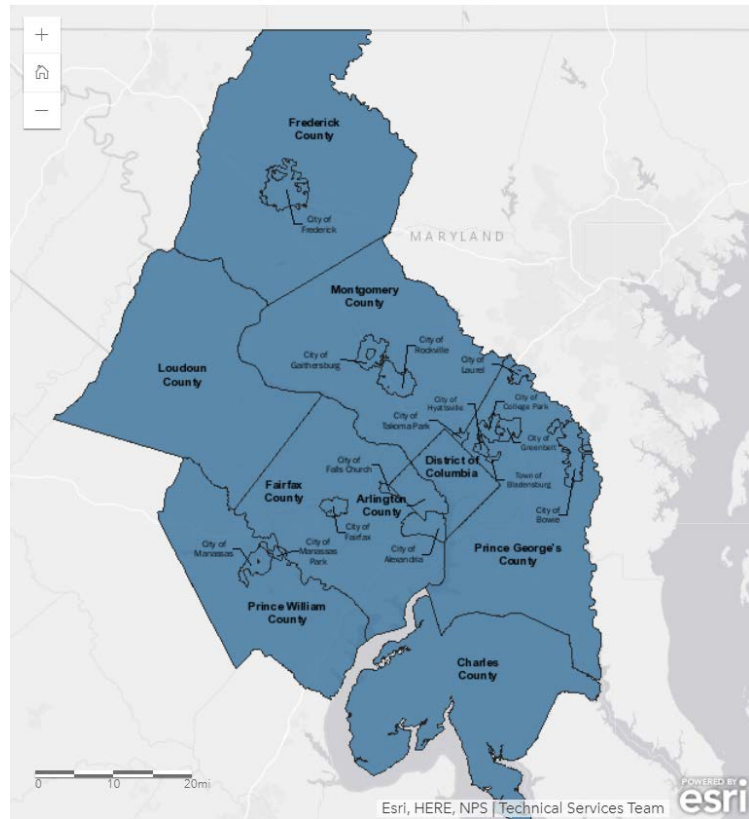 +
−
Frederick
County
City of
Frederick
MARYLAND
Montgomery
County
City of
Rockville
City of
Gaithersburg
City of
Laurel
Loudoun
County
City of
Hyattsville
City of
College Park
City of
Takoma Park
City of
Greenbelt
City of
Falls Church
District of
Columbia
Town of
Bladensburg
Fairfax
County
Arlington
County
City of
Bowie
City of
Fairfax
City of
Manassas
City of
Manassas
Park
City of
Alexandria
Prince George's
County
Prince William
County
Charles
County
0 10 20mi
Esri, HERE, NPS | Technical Services Team
POWERED BY
esri